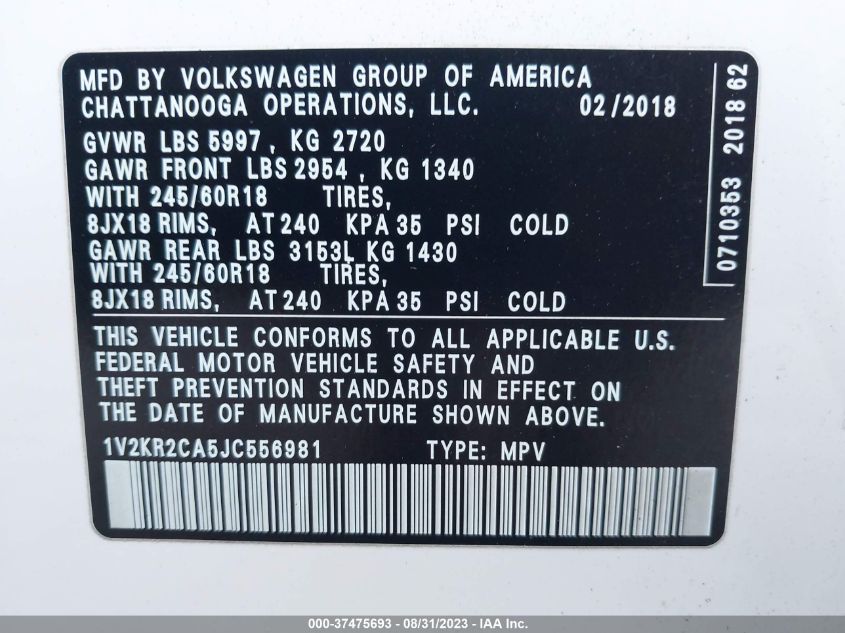 MFD BY VOLKSWAGEN GROUP OF AMERICA
CHATTANOOGA OPERATIONS, LLC. 02/2018
GVWR LBS 5997, KG 2720
GAWR FRONT LBS 2954, KG 1340
WITH 245/60R18 TIRES,
8JX18 RIMS, AT 240 KPA 35 PSI COLD
GAWR REAR LBS 3153L KG 1430
WITH 245/60R18 TIRES,
8JX18 RIMS, AT 240 KPA 35 PSI COLD
THIS VEHICLE CONFORMS TO ALL APPLICABLE U.S.
FEDERAL MOTOR VEHICLE SAFETY AND
THEFT PREVENTION STANDARDS IN EFFECT ON
THE DATE OF MANUFACTURE SHOWN ABOVE.
1V2KR2CA5JC556981 TYPE: MPV
0710353 2018 62
000-37475693 - 08/31/2023 - IAA Inc.